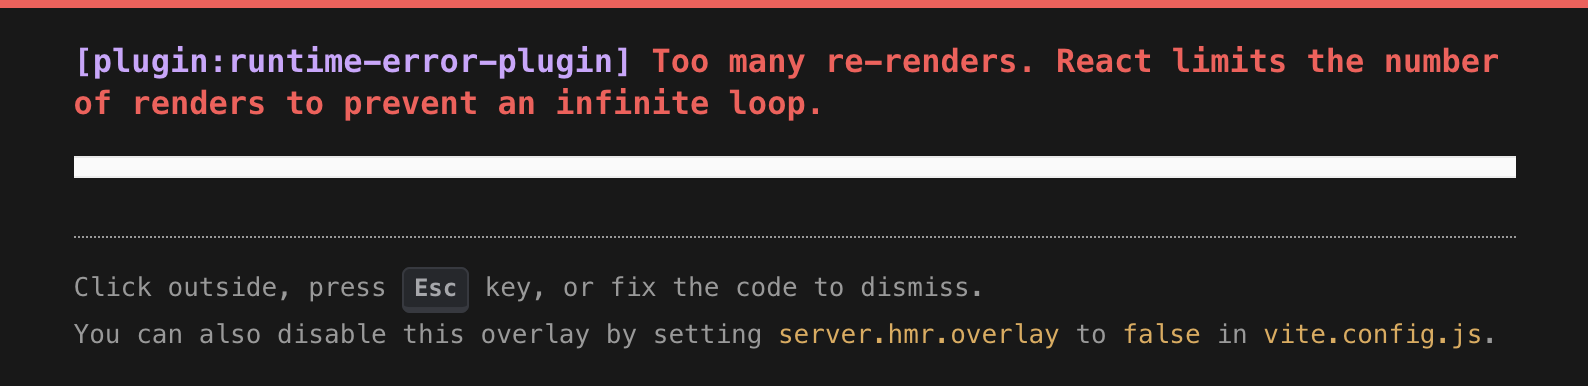 [plugin:runtime-error-plugin] Too many re-renders. React limits the number
of renders to prevent an infinite loop.
Click outside, press Esc key, or fix the code to dismiss.
You can also disable this overlay by setting server.hmr.overlay to false in vite.config.js.